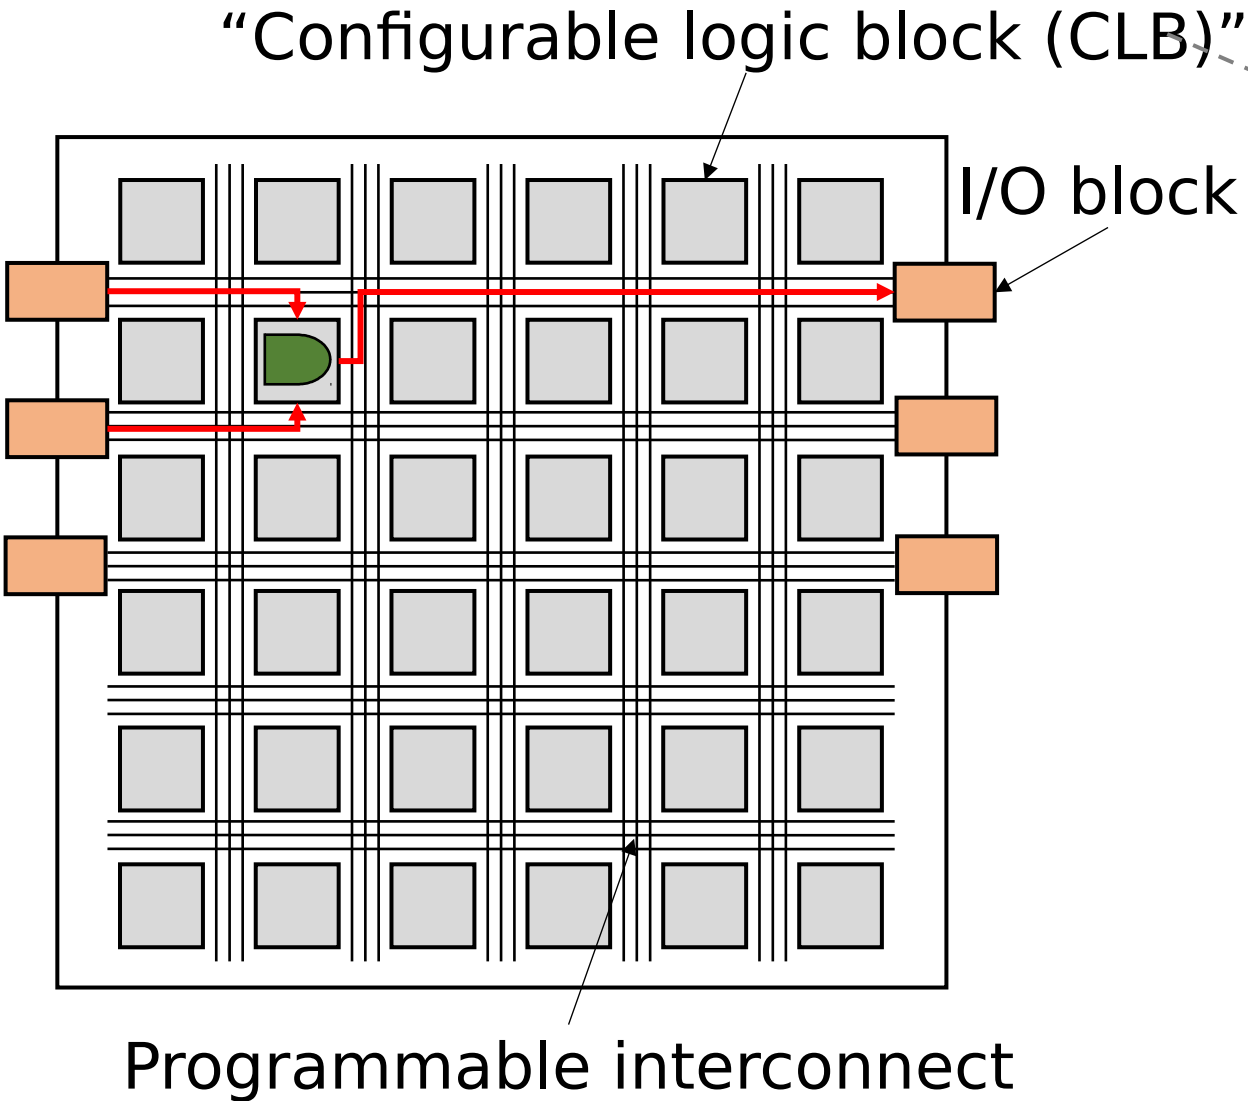 “Configurable logic block (CLB)”
I/O block
Programmable interconnect